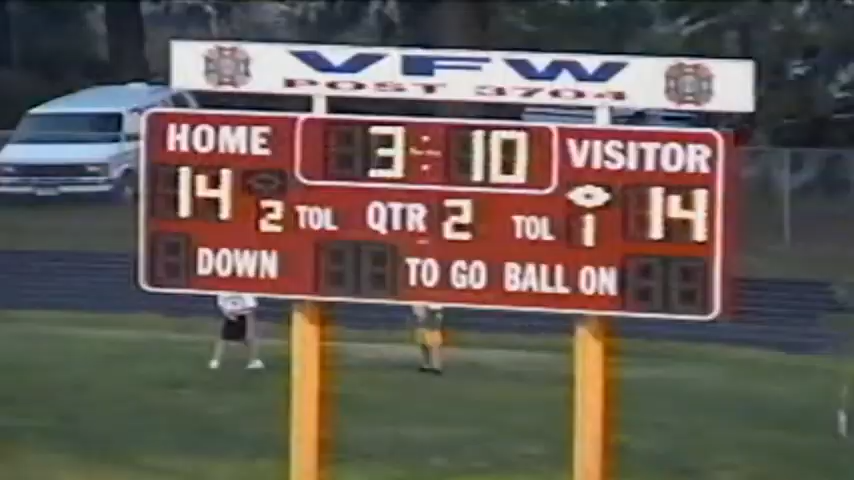 VFW
POST 3704
HOME 3:10 VISITOR
14 2 TOL QTR 2 TOL 1 14
DOWN TO GO BALL ON